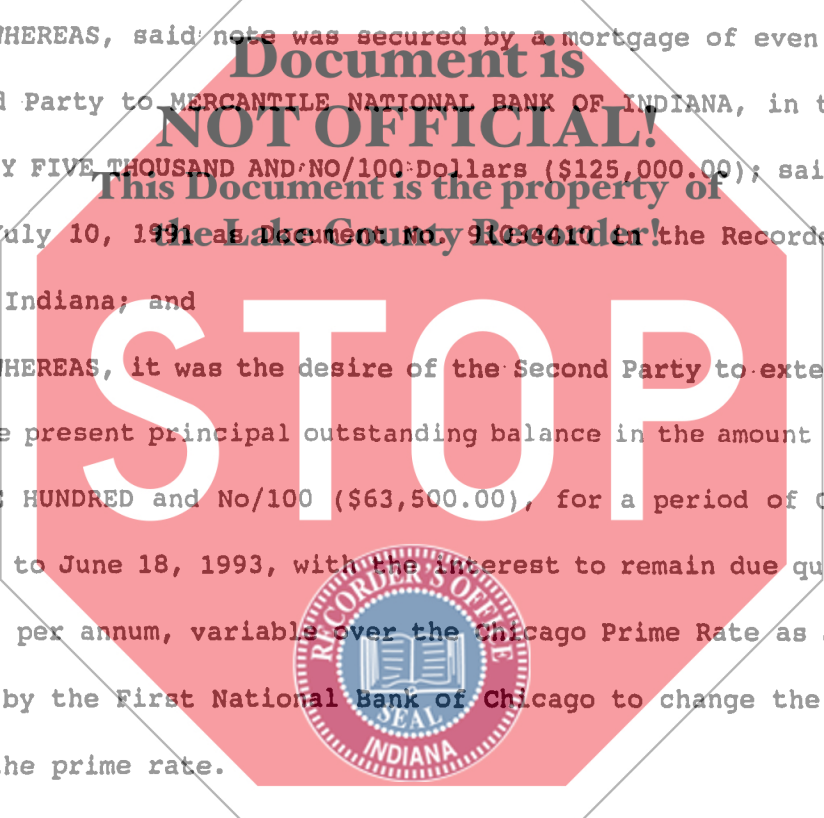 WHEREAS, said note was secured by a mortgage of even
Document is
Party to MERCANTILE NATIONAL BANK OF INDIANA, in t
NOT OFFICIAL!
Y FIVE THOUSAND AND NO/100 Dollars ($125,000.00); sai
This Document is the property of
uly 10, 1991 as Document No. 91034410 in the Recorde
the Lake County Recorder!
Indiana; and
STOP
WHEREAS, it was the desire of the Second Party to exte
e present principal outstanding balance in the amount
HUNDRED and No/100 ($63,500.00), for a period of
to June 18, 1993, with the interest to remain due qu
RECORDER'S OFFICE
per annum, variable over the Chicago Prime Rate as
by the First National Bank of Chicago to change the
SEAL
INDIANA
he prime rate.